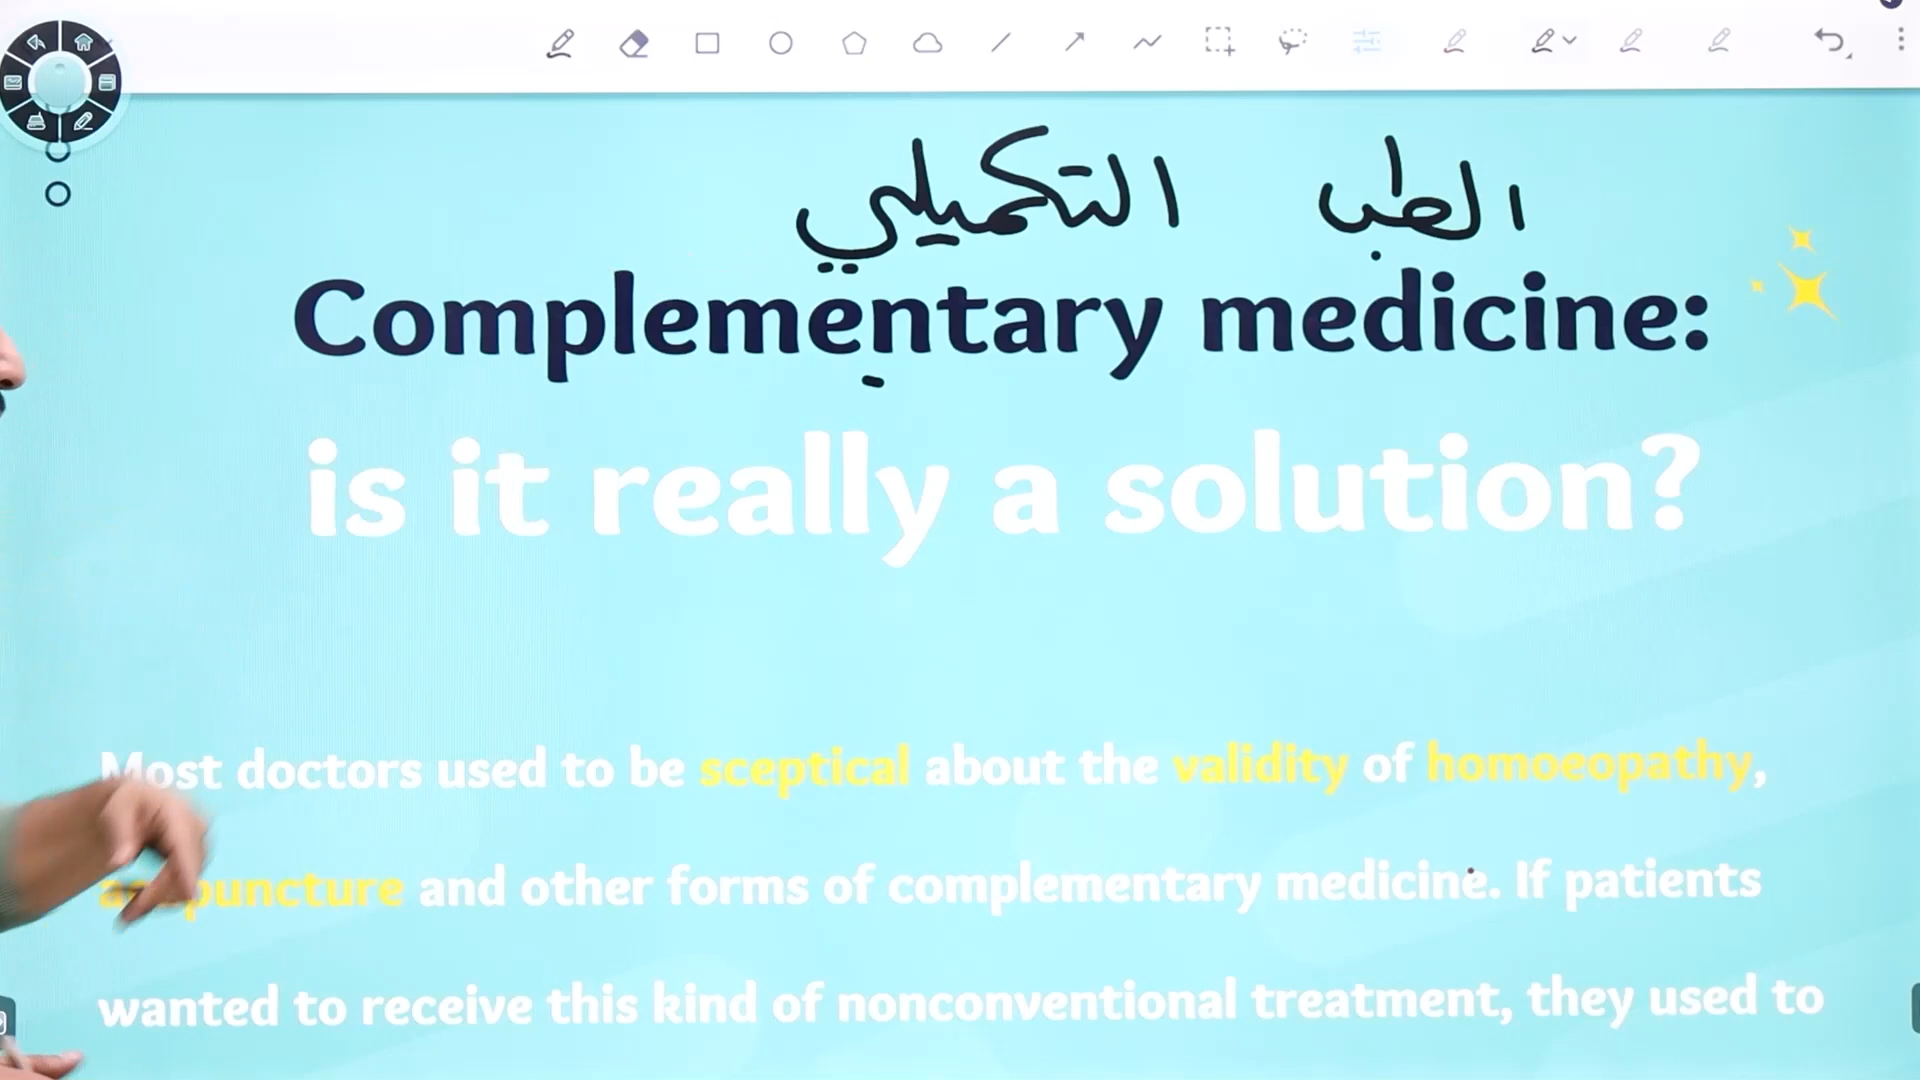 الطب التكميلي
Complementary medicine:
is it really a solution?
Most doctors used to be sceptical about the validity of homoeopathy,
acupuncture and other forms of complementary medicine. If patients
wanted to receive this kind of nonconventional treatment, they used to